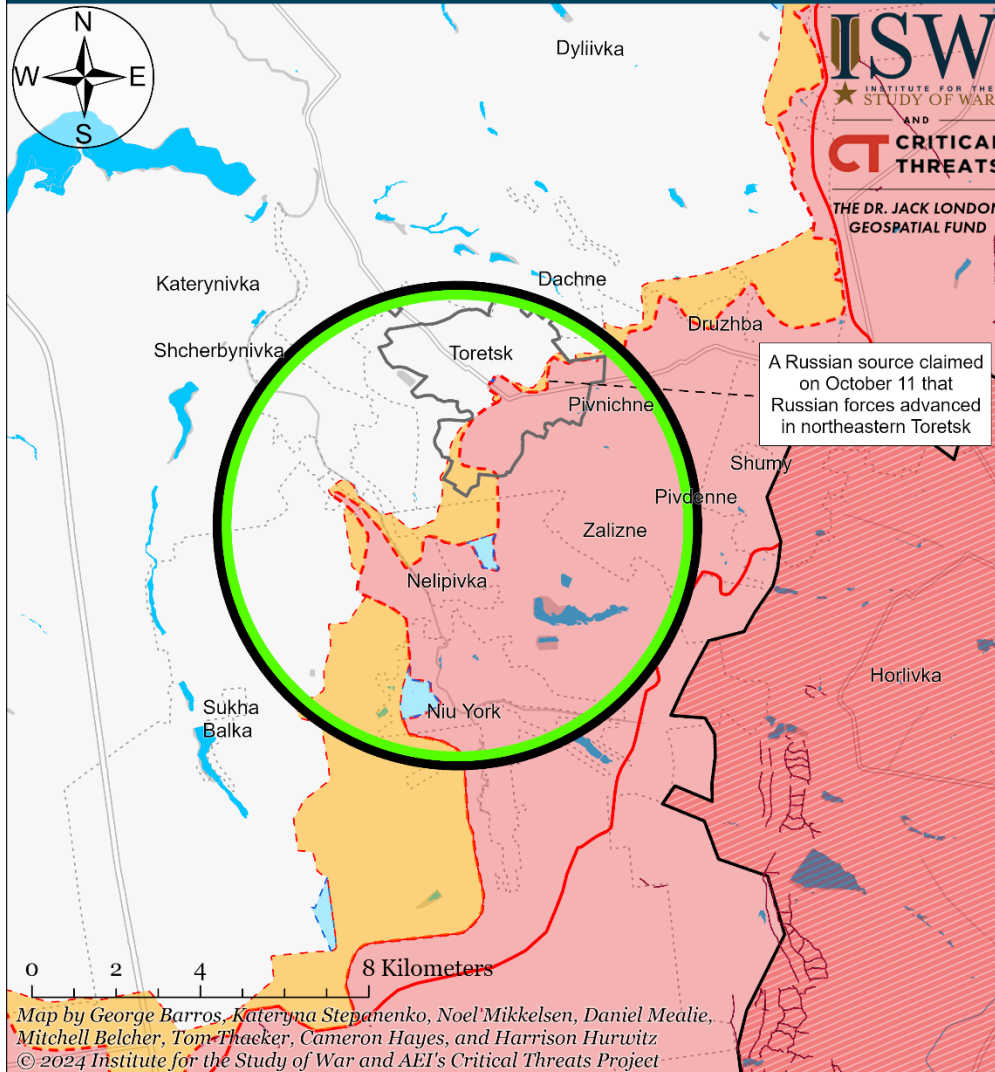 N
W
E
S
Dyliivka
ISW
INSTITUTE FOR THE
STUDY OF WAR
AND
CT CRITICAL
THREATS
THE DR. JACK LONDON
GEOSPATIAL FUND
Katerynivka
Dachne
Druzhba
Shcherbynivka
Toretsk
A Russian source claimed
on October 11 that
Russian forces advanced
in northeastern Toretsk
Pivnichne
Shumy
Pivdenne
Zalizne
Nelipivka
Horlivka
Sukha
Balka
Niu York
0 2 4 8 Kilometers
Map by George Barros, Kateryna Stepanenko, Noel Mikkelsen, Daniel Mealie,
Mitchell Belcher, Tom Thacker, Cameron Hayes, and Harrison Hurwitz
© 2024 Institute for the Study of War and AEI's Critical Threats Project